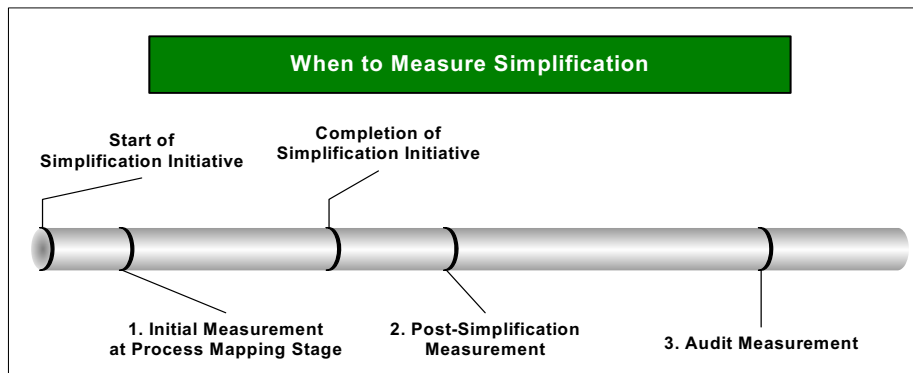 When to Measure Simplification
Start of
Simplification Initiative
Completion of
Simplification Initiative
1. Initial Measurement
at Process Mapping Stage
2. Post-Simplification
Measurement
3. Audit Measurement